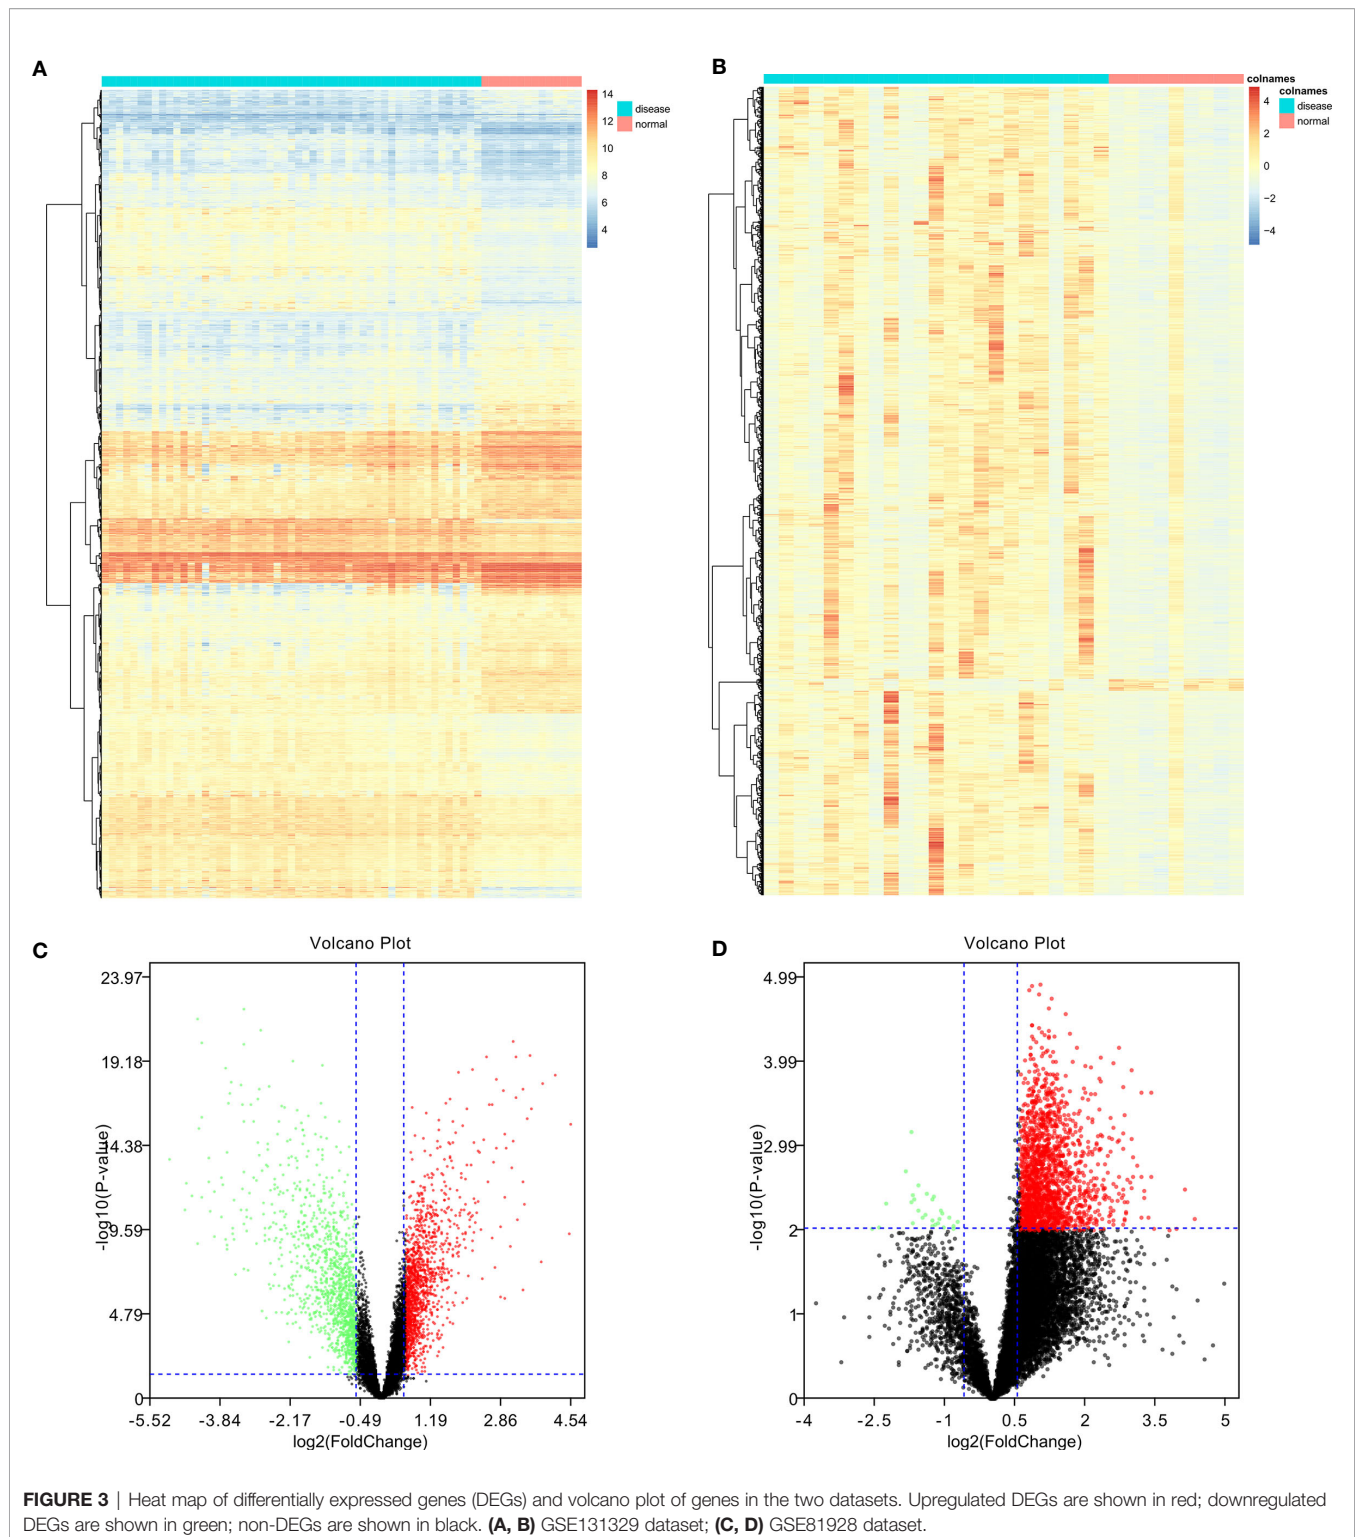 A
14
12
10
8
6
4
disease
normal
B
colnames
4
2
0
−2
−4
colnames
disease
normal
C
Volcano Plot
23.97
19.18
14.38
9.59
4.79
0
-log10(P-value)
-5.52 -3.84 -2.17 -0.49 1.19 2.86 4.54
log2(FoldChange)
D
Volcano Plot
4.99
3.99
2.99
2
1
0
-log10(P-value)
-4 -2.5 -1 0.5 2 3.5 5
log2(FoldChange)
FIGURE 3 | Heat map of differentially expressed genes (DEGs) and volcano plot of genes in the two datasets. Upregulated DEGs are shown in red; downregulated
DEGs are shown in green; non-DEGs are shown in black. (A, B) GSE131329 dataset; (C, D) GSE81928 dataset.